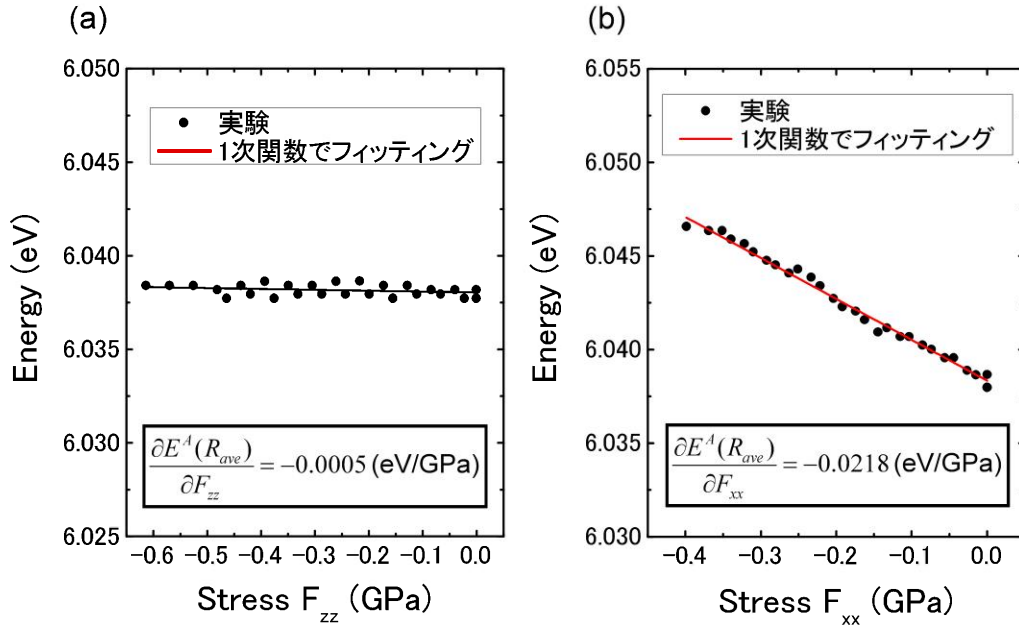 (a)
6.050
6.045
6.040
6.035
6.030
6.025
Energy (eV)
実験
1次関数でフィッティング
∂E^A(R_ave)/∂F_zz = −0.0005 (eV/GPa)
−0.6 −0.5 −0.4 −0.3 −0.2 −0.1 0.0
Stress F_zz (GPa)
(b)
6.055
6.050
6.045
6.040
6.035
6.030
Energy (eV)
実験
1次関数でフィッティング
∂E^A(R_ave)/∂F_xx = −0.0218 (eV/GPa)
−0.4 −0.3 −0.2 −0.1 0.0
Stress F_xx (GPa)